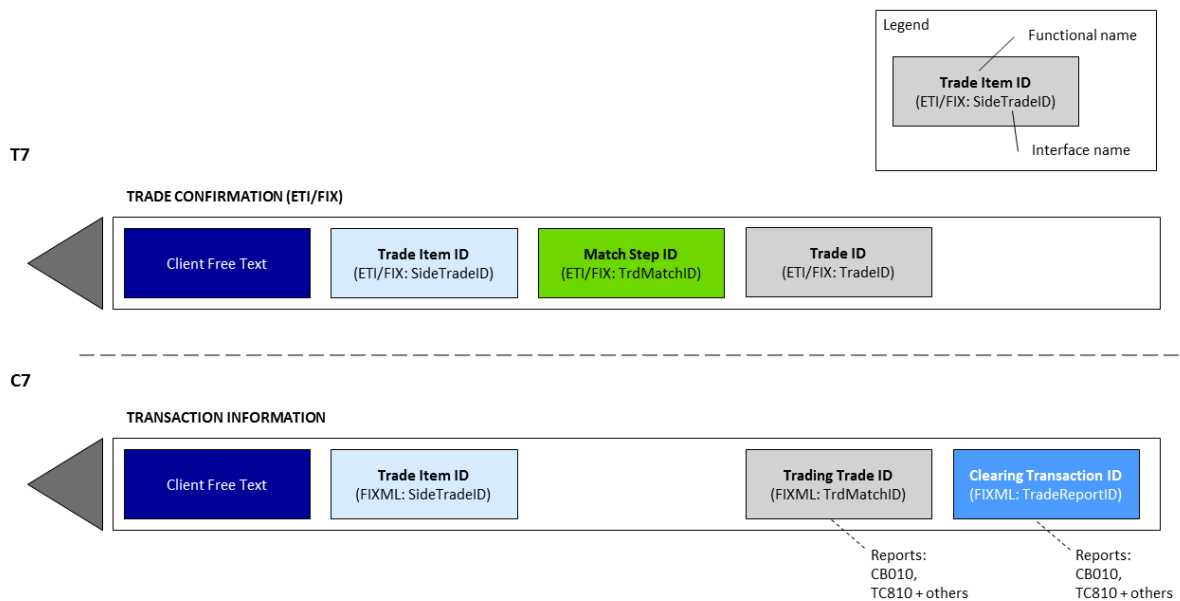 Legend
Functional name
Trade Item ID
(ETI/FIX: SideTradeID)
Interface name
T7
TRADE CONFIRMATION (ETI/FIX)
Client Free Text
Trade Item ID
(ETI/FIX: SideTradeID)
Match Step ID
(ETI/FIX: TrdMatchID)
Trade ID
(ETI/FIX: TradeID)
C7
TRANSACTION INFORMATION
Client Free Text
Trade Item ID
(FIXML: SideTradeID)
Trading Trade ID
(FIXML: TrdMatchID)
Clearing Transaction ID
(FIXML: TradeReportID)
Reports:
CB010,
TC810 + others
Reports:
CB010,
TC810 + others